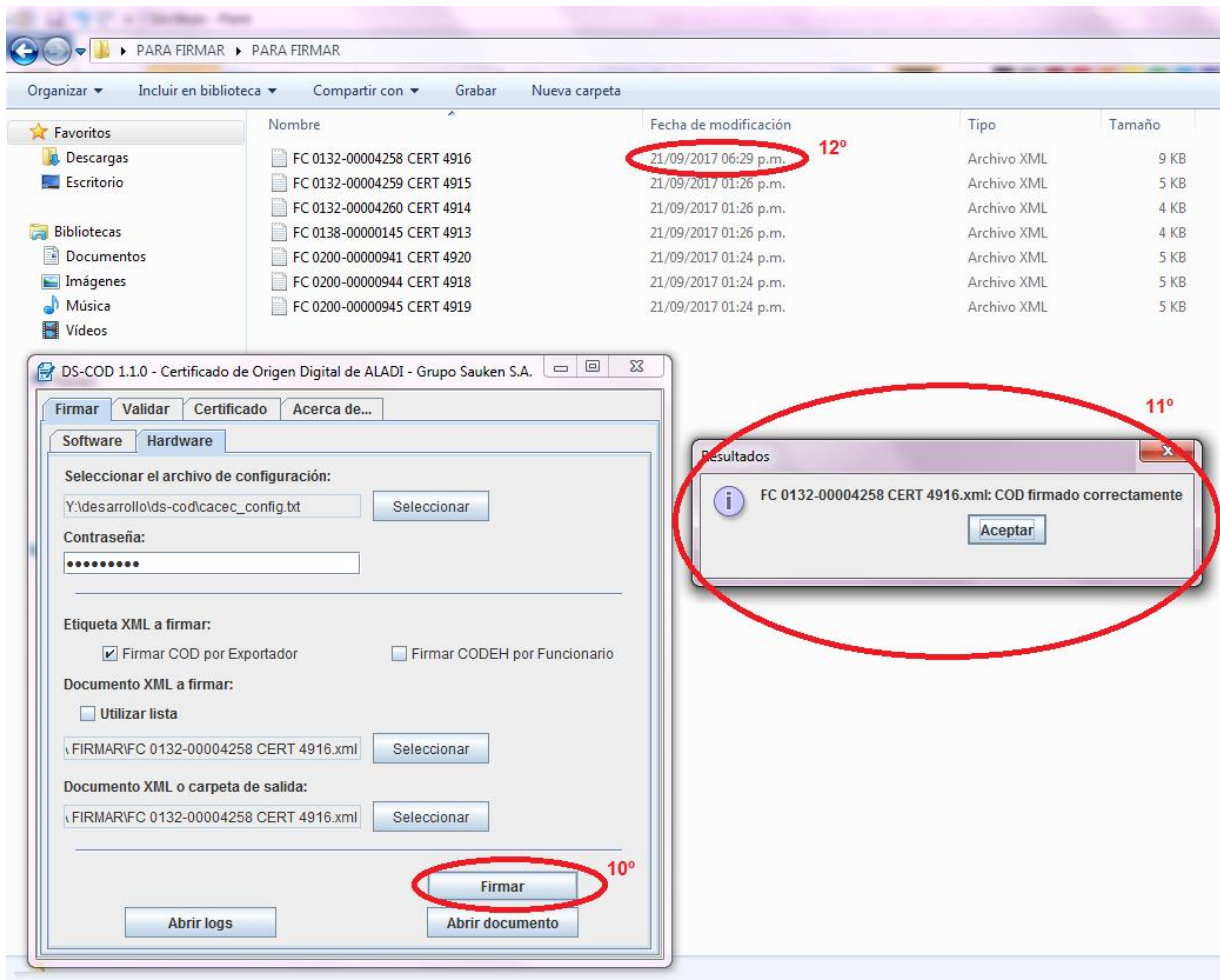 PARA FIRMAR ▸ PARA FIRMAR
Organizar Incluir en biblioteca Compartir con Grabar Nueva carpeta
Favoritos
Descargas
Escritorio
Bibliotecas
Documentos
Imágenes
Música
Vídeos
Nombre Fecha de modificación Tipo Tamaño
FC 0132-00004258 CERT 4916 21/09/2017 06:29 p.m. 12º Archivo XML 9 KB
FC 0132-00004259 CERT 4915 21/09/2017 01:26 p.m. Archivo XML 5 KB
FC 0132-00004260 CERT 4914 21/09/2017 01:26 p.m. Archivo XML 4 KB
FC 0138-00000145 CERT 4913 21/09/2017 01:26 p.m. Archivo XML 4 KB
FC 0200-00000941 CERT 4920 21/09/2017 01:24 p.m. Archivo XML 5 KB
FC 0200-00000944 CERT 4918 21/09/2017 01:24 p.m. Archivo XML 5 KB
FC 0200-00000945 CERT 4919 21/09/2017 01:24 p.m. Archivo XML 5 KB
DS-COD 1.1.0 - Certificado de Origen Digital de ALADI - Grupo Sauken S.A.
Firmar Validar Certificado Acerca de...
Software Hardware
Seleccionar el archivo de configuración:
Y:\desarrollo\ds-cod\cacec_config.txt Seleccionar
Contraseña:
•••••••••
Etiqueta XML a firmar:
Firmar COD por Exportador Firmar CODEH por Funcionario
Documento XML a firmar:
Utilizar lista
\ FIRMAR\FC 0132-00004258 CERT 4916.xml Seleccionar
Documento XML o carpeta de salida:
\ FIRMAR\FC 0132-00004258 CERT 4916.xml Seleccionar
10º
Firmar
Abrir logs Abrir documento
11º
Resultados
FC 0132-00004258 CERT 4916.xml: COD firmado correctamente
Aceptar